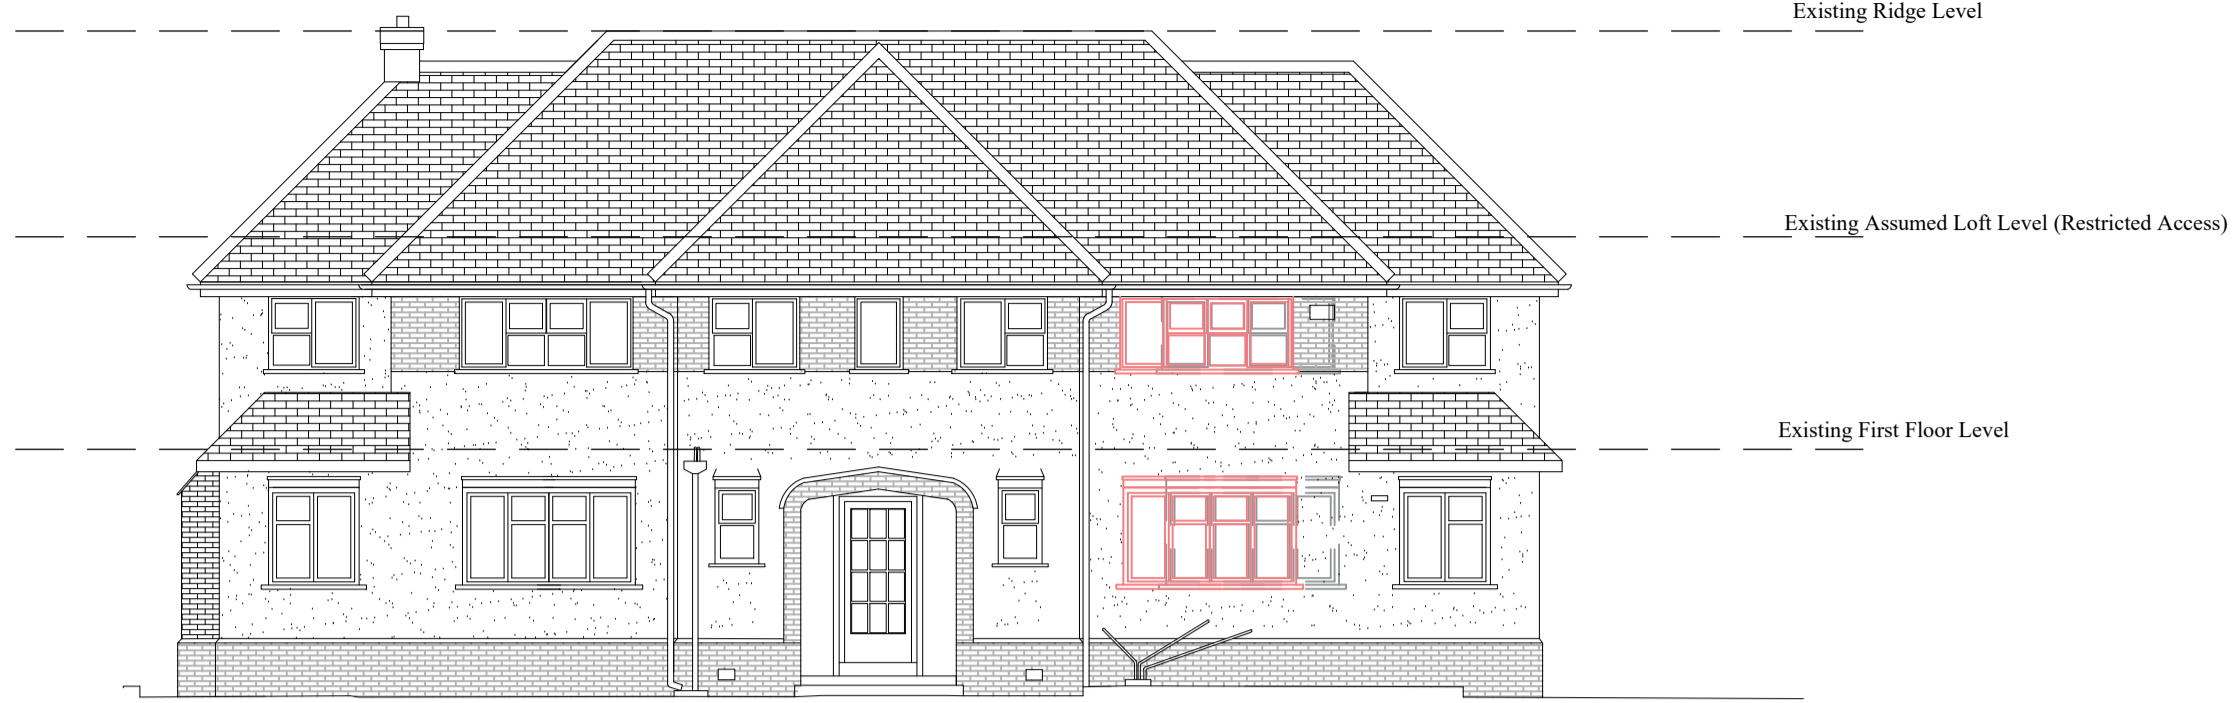 Existing Ridge Level
Existing Assumed Loft Level (Restricted Access)
Existing First Floor Level